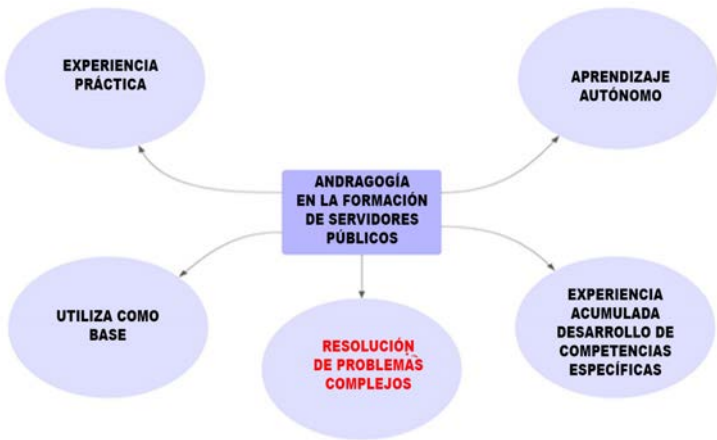 EXPERIENCIA
PRÁCTICA
APRENDIZAJE
AUTÓNOMO
ANDRAGOGÍA
EN LA FORMACIÓN
DE SERVIDORES
PÚBLICOS
UTILIZA COMO
BASE
RESOLUCIÓN
DE PROBLEMAS
COMPLEJOS
EXPERIENCIA
ACUMULADA
DESARROLLO DE
COMPETENCIAS
ESPECÍFICAS